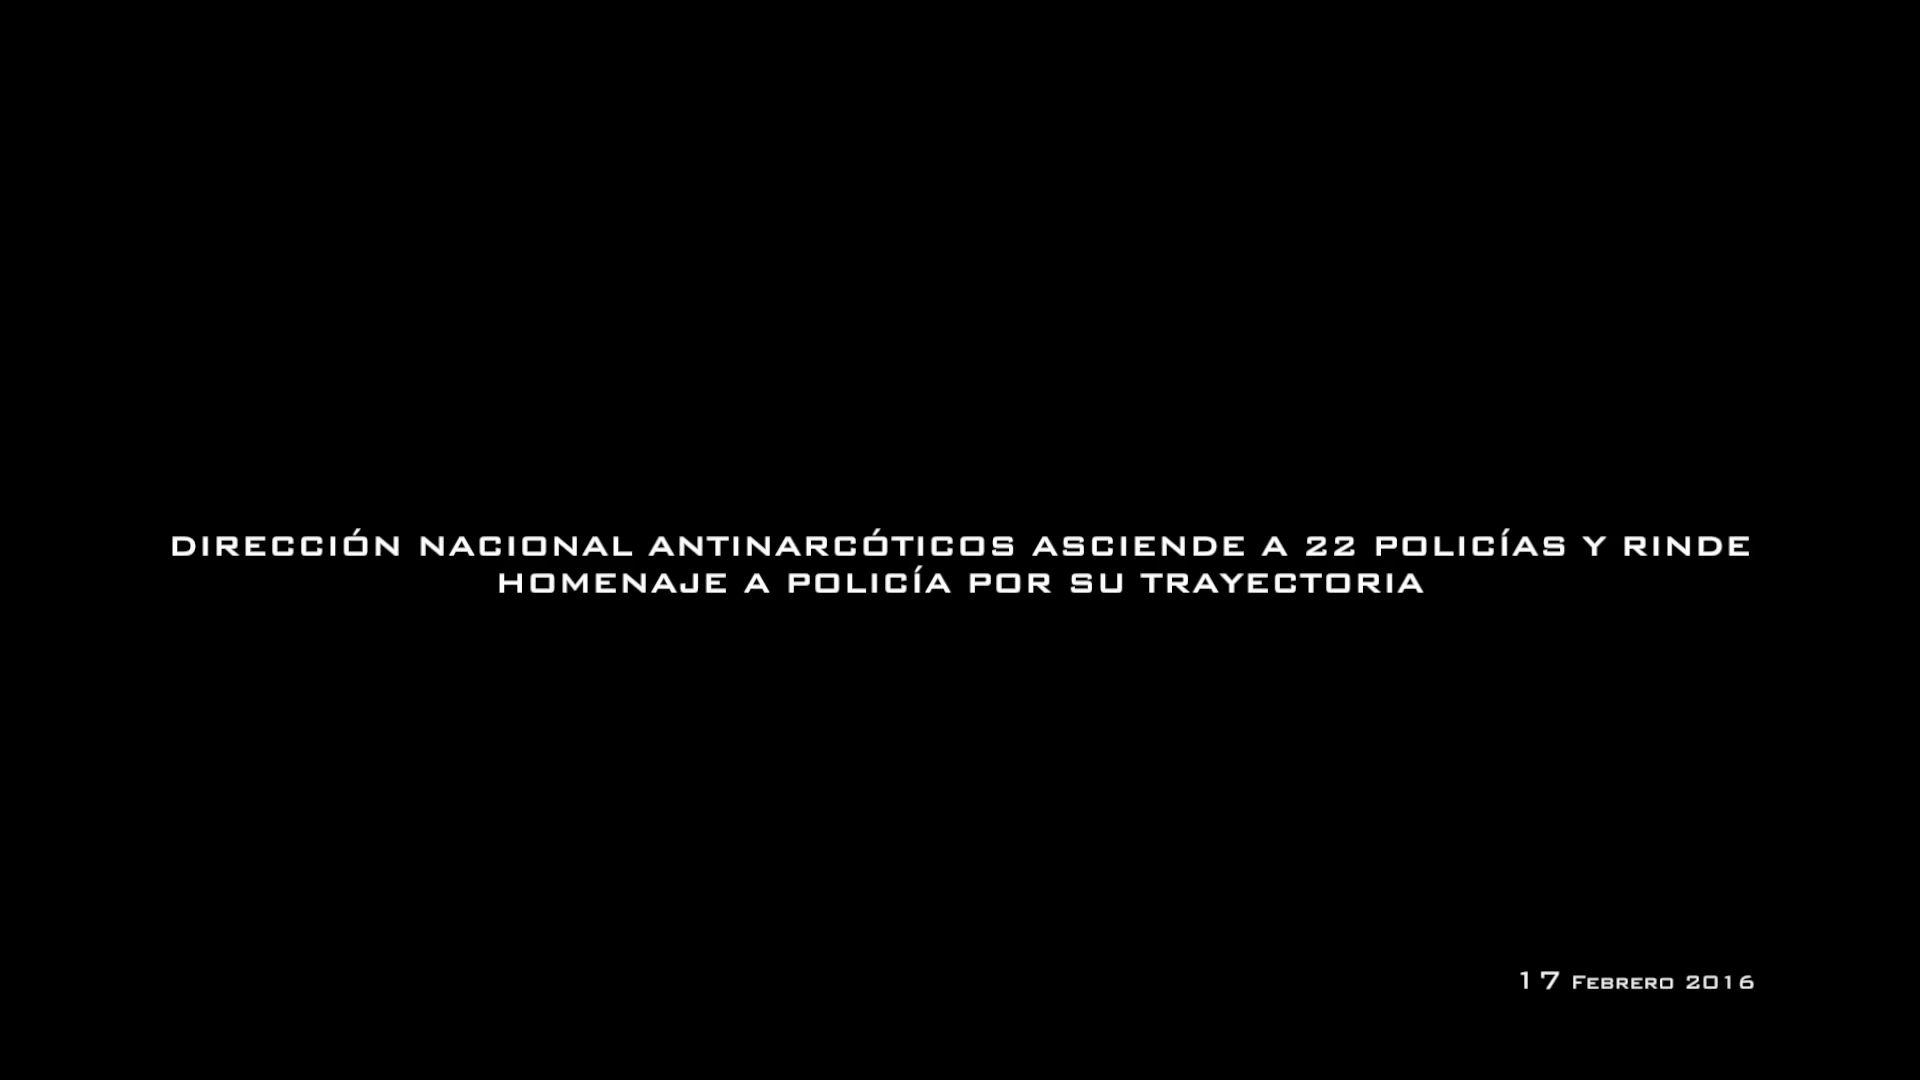 DIRECCIÓN NACIONAL ANTINARCÓTICOS ASCIENDE A 22 POLICÍAS Y RINDE
HOMENAJE A POLICÍA POR SU TRAYECTORIA
17 Febrero 2016